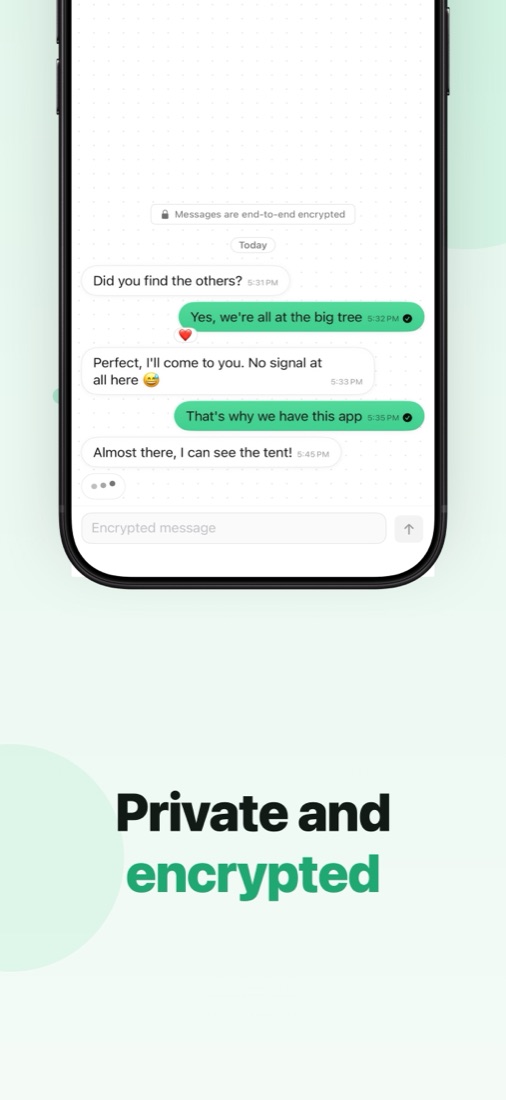 Messages are end-to-end encrypted
Today
Did you find the others? 5:31 PM
Yes, we're all at the big tree 5:32 PM
Perfect, I'll come to you. No signal at
all here 😅 5:33 PM
That's why we have this app 5:35 PM
Almost there, I can see the tent! 5:45 PM
Encrypted message
Private and
encrypted